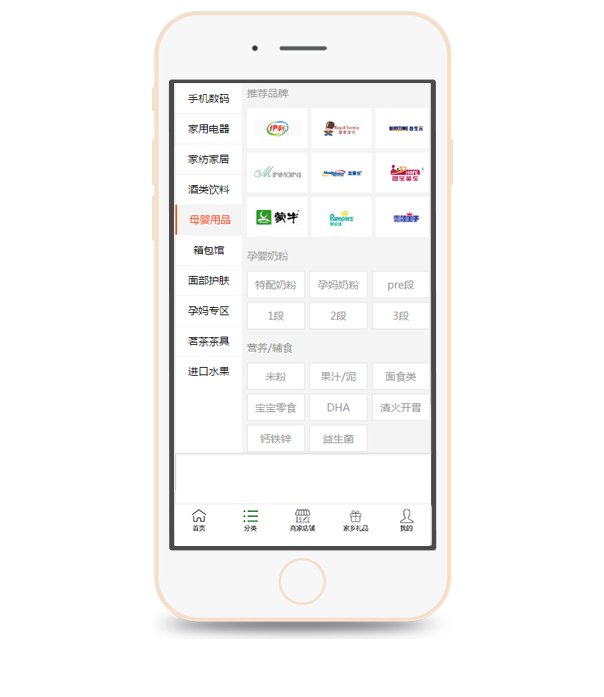 手机数码
家用电器
家纺家居
酒类饮料
母婴用品
箱包馆
面部护肤
孕妈专区
茗茶茶具
进口水果
推荐品牌
伊利
蒙牛
Pampers
孕婴奶粉
特配奶粉 孕妈奶粉 pre段
1段 2段 3段
营养/辅食
米粉 果汁/泥 面食类
宝宝零食 DHA 清火开胃
钙铁锌 益生菌
首页 分类 商家店铺 家乡礼品 我的